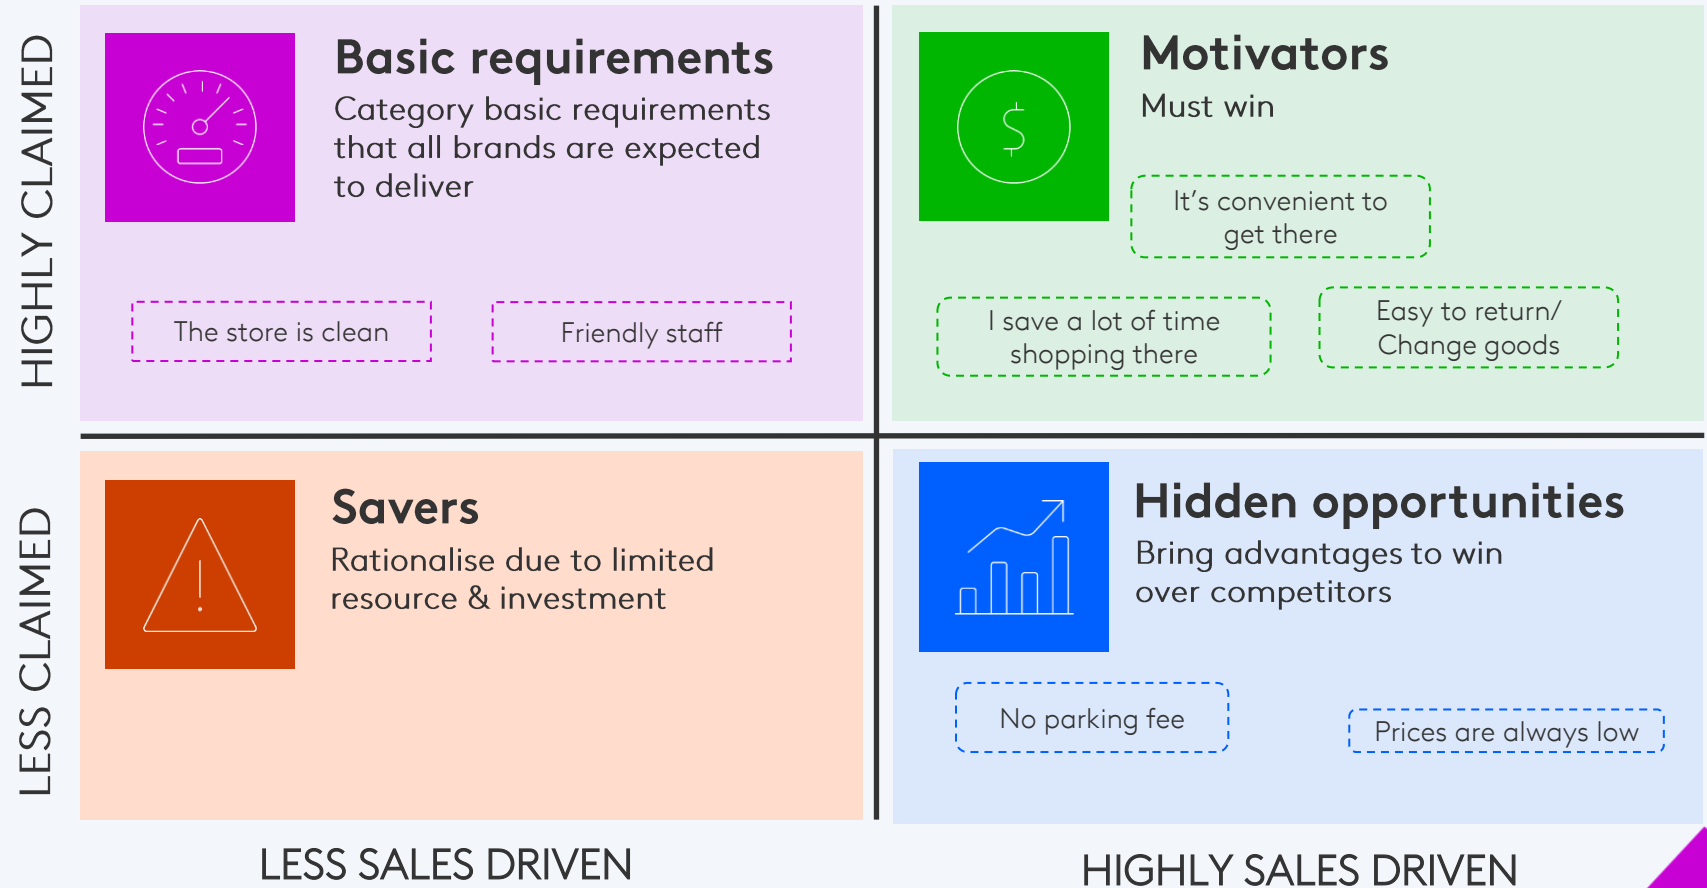 HIGHLY CLAIMED
Basic requirements
Category basic requirements
that all brands are expected
to deliver
The store is clean
Friendly staff
Motivators
Must win
It’s convenient to
get there
I save a lot of time
shopping there
Easy to return/
Change goods
LESS CLAIMED
Savers
Rationalise due to limited
resource & investment
Hidden opportunities
Bring advantages to win
over competitors
No parking fee
Prices are always low
LESS SALES DRIVEN
HIGHLY SALES DRIVEN
$